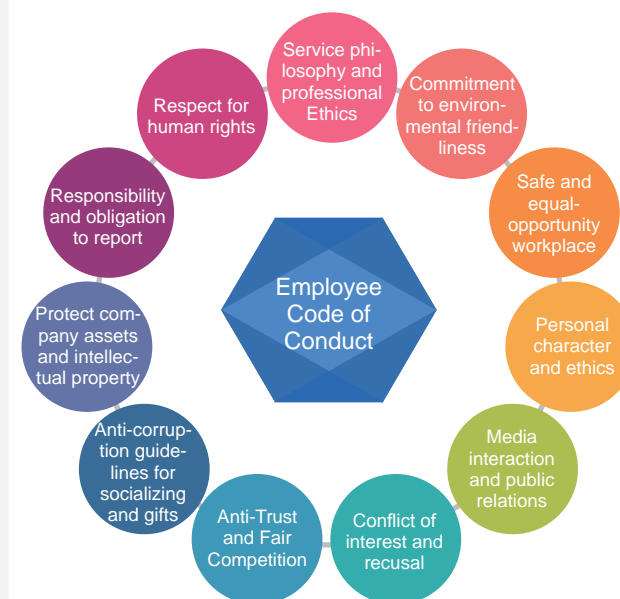 Service phi-
losophy and
professional
Ethics
Commitment
to environ-
mental friend-
liness
Safe and
equal-
opportunity
workplace
Personal
character
and ethics
Media
interaction
and public
relations
Conflict of
interest and
recusal
Anti-Trust
and Fair
Competition
Anti-corrup-
tion guide-
lines for
socializing
and gifts
Protect com-
pany assets
and intellec-
tual property
Responsibility
and obligation
to report
Respect for
human rights
Employee
Code of
Conduct